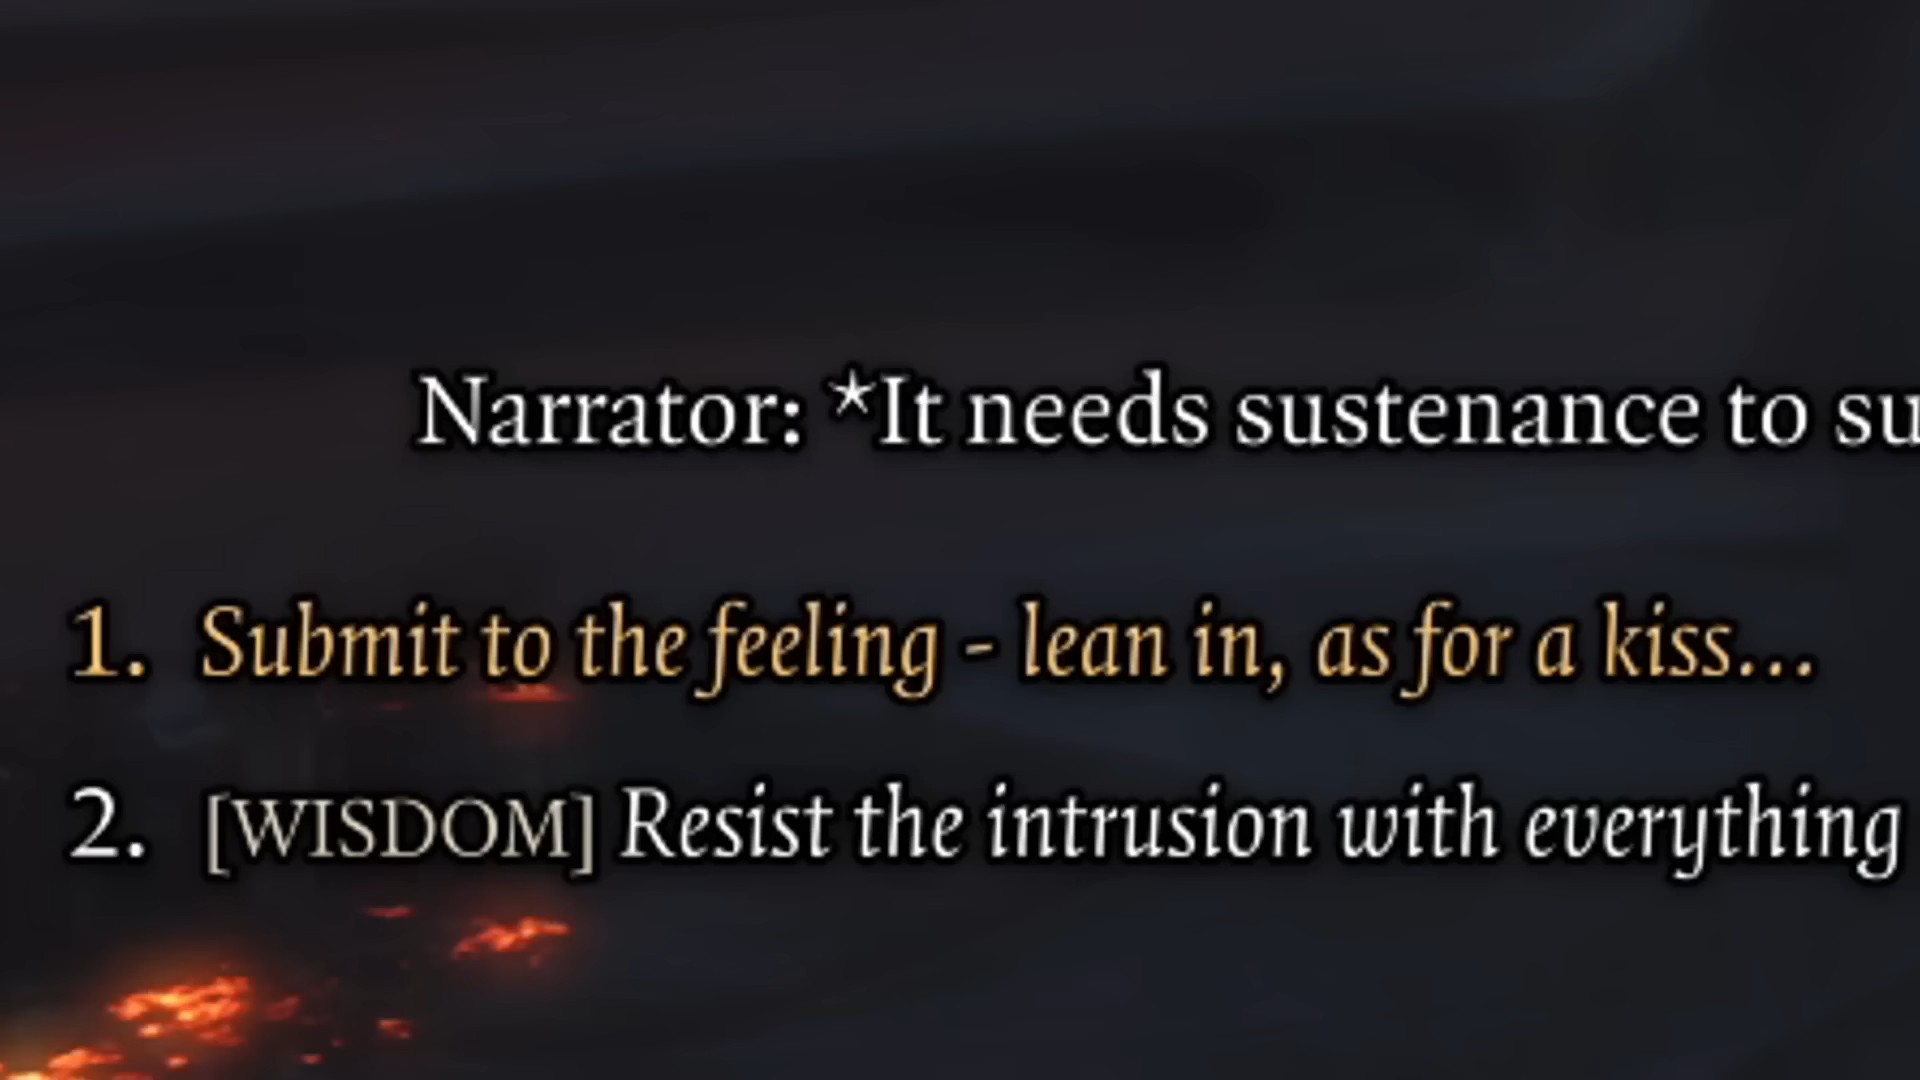 Narrator: *It needs sustenance to su
1. Submit to the feeling - lean in, as for a kiss...
2. [WISDOM] Resist the intrusion with everything